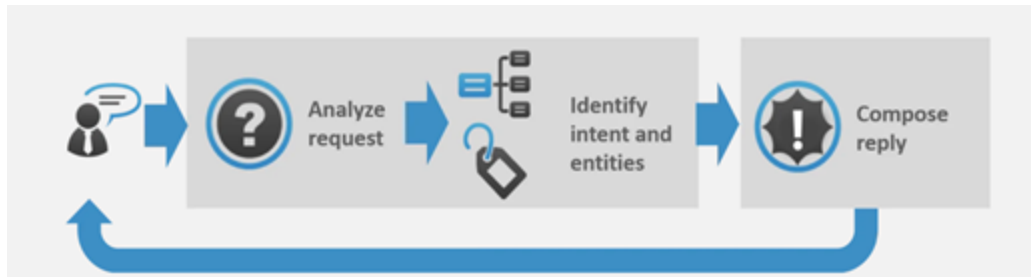 Analyze
request
Identify
intent and
entities
Compose
reply